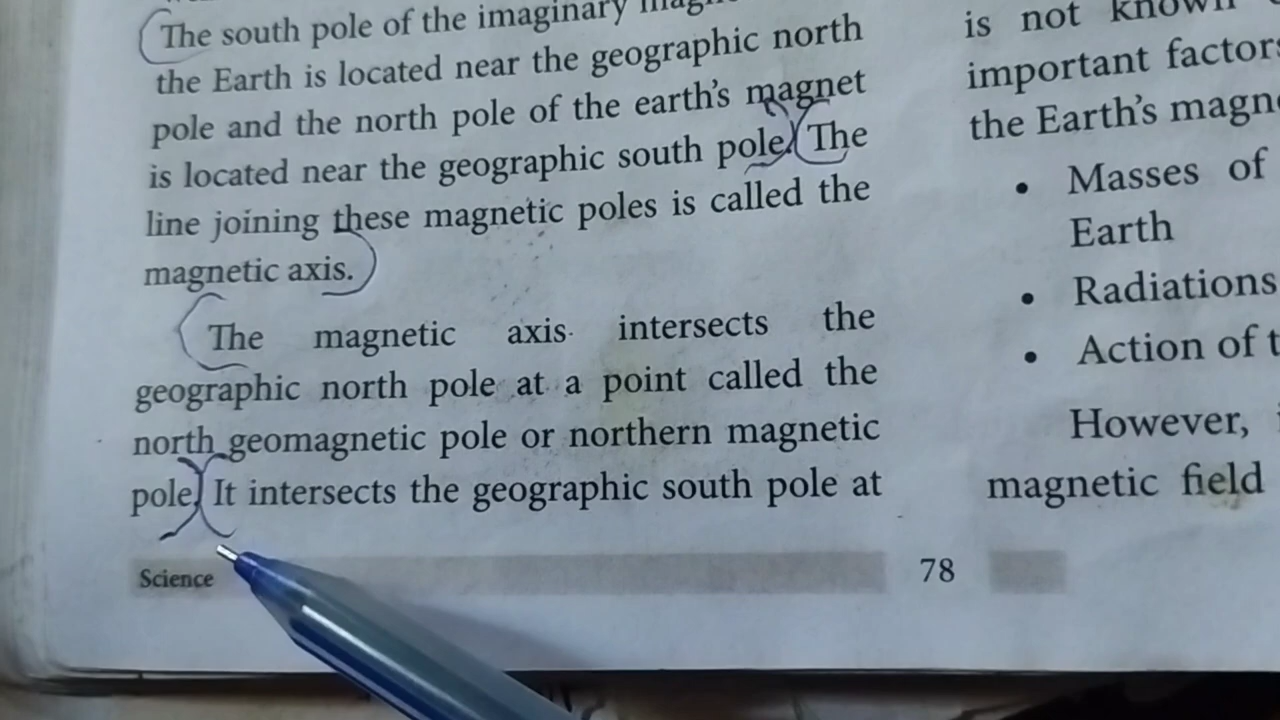 The south pole of the imaginary
the Earth is located near the geographic north
pole and the north pole of the earth's magnet
is located near the geographic south pole. The
line joining these magnetic poles is called the
magnetic axis.
The magnetic axis intersects the
geographic north pole at a point called the
north geomagnetic pole or northern magnetic
pole. It intersects the geographic south pole at
Science
78
is not known
important factors
the Earth's magne
• Masses of
Earth
• Radiations
• Action of t
However,
magnetic field